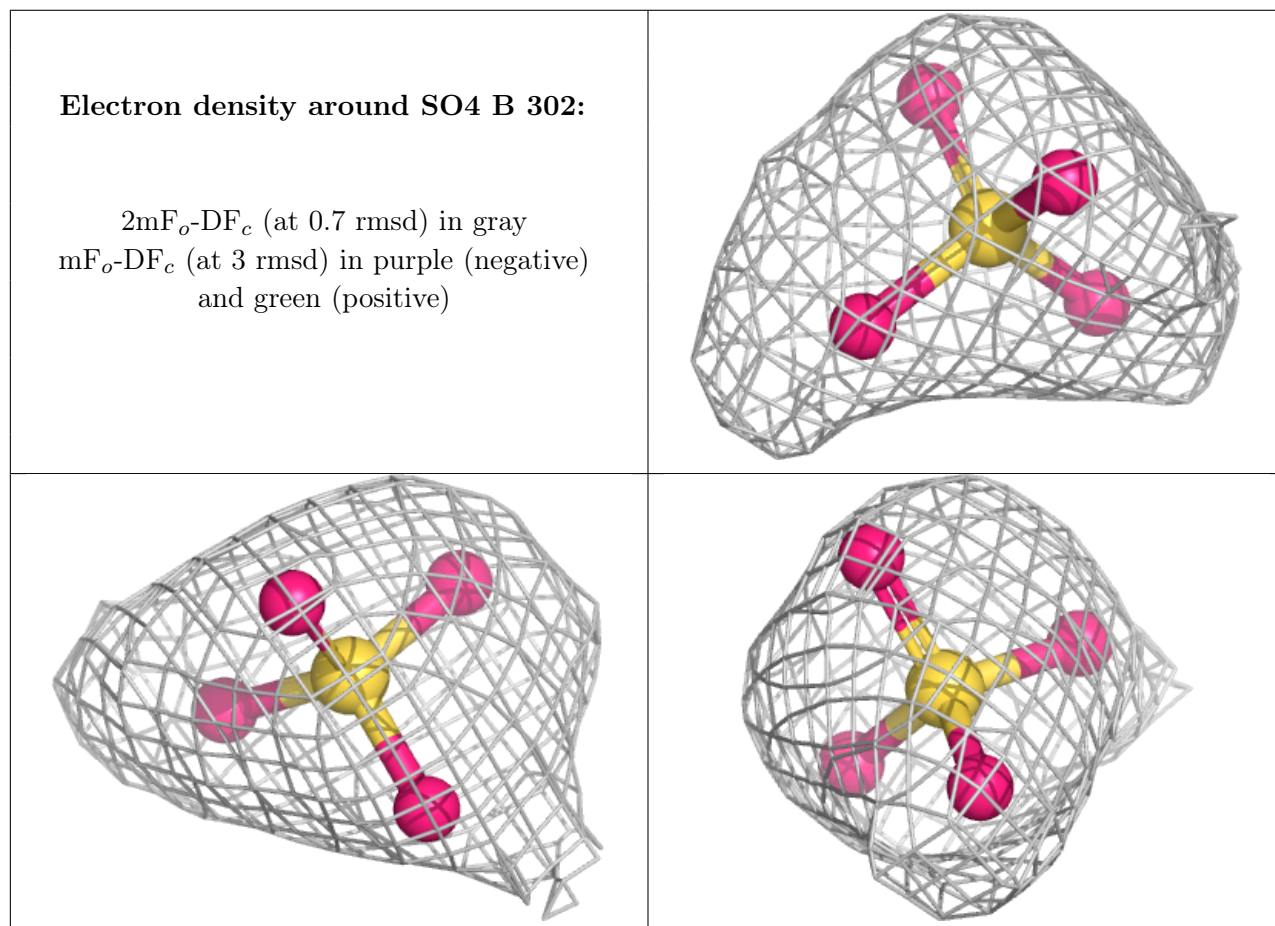 Electron density around SO4 B 302:
2mFo-DFc (at 0.7 rmsd) in gray
mFo-DFc (at 3 rmsd) in purple (negative)
and green (positive)